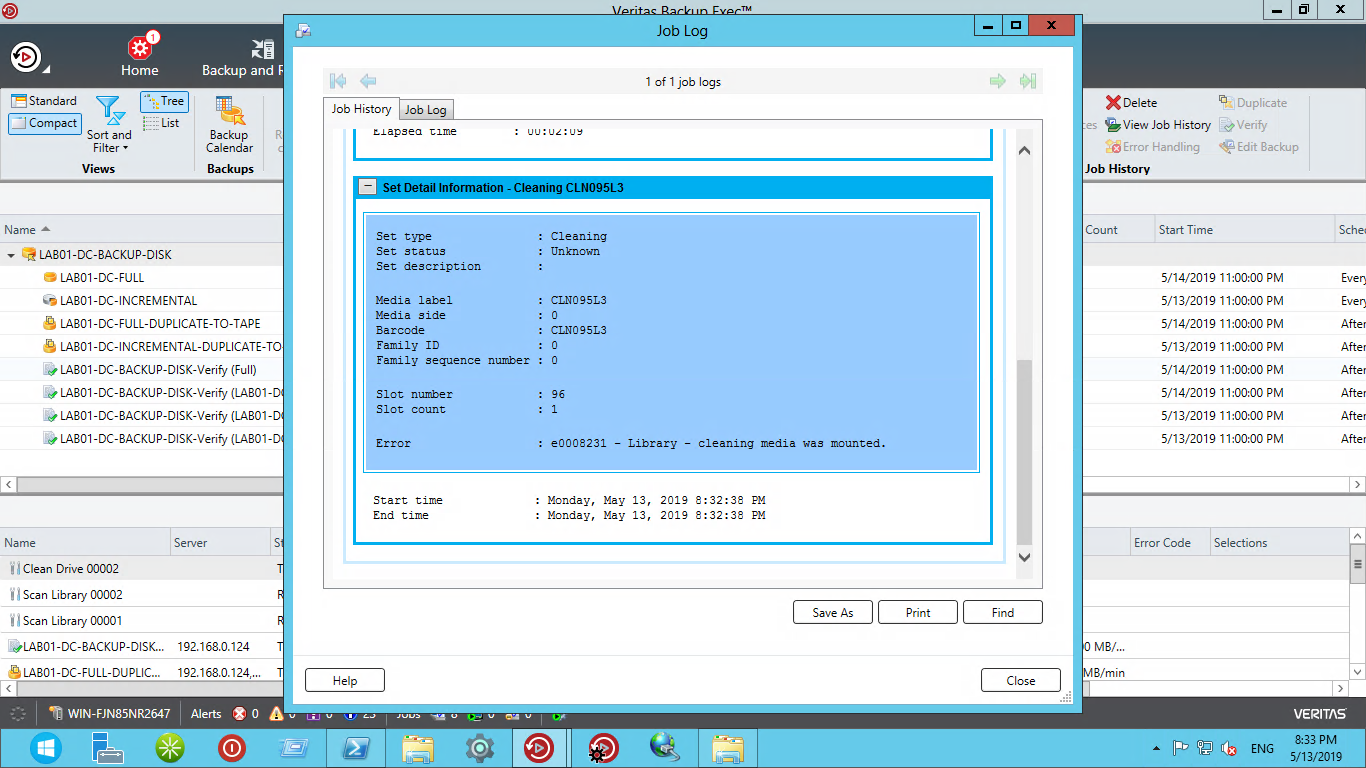 Veritas Backup Exec™
Job Log
1
Home
Backup and R
Standard
Compact
Sort and
Filter
Tree
List
Views
Backup
Calendar
Backups
Delete
View Job History
Error Handling
Duplicate
Verify
Edit Backup
Job History
1 of 1 job logs
Job History
Job Log
Elapsed time : 00:02:09
Set Detail Information - Cleaning CLN095L3
Set type : Cleaning
Set status : Unknown
Set description :
Media label : CLN095L3
Media side : 0
Barcode : CLN095L3
Family ID : 0
Family sequence number : 0
Slot number : 96
Slot count : 1
Error : e0008231 - Library - cleaning media was mounted.
Start time : Monday, May 13, 2019 8:32:38 PM
End time : Monday, May 13, 2019 8:32:38 PM
Save As
Print
Find
Help
Close
Name
Count
Start Time
Sche
LAB01-DC-BACKUP-DISK
LAB01-DC-FULL
5/14/2019 11:00:00 PM
Every
LAB01-DC-INCREMENTAL
5/13/2019 11:00:00 PM
Every
LAB01-DC-FULL-DUPLICATE-TO-TAPE
5/14/2019 11:00:00 PM
After
LAB01-DC-INCREMENTAL-DUPLICATE-TO-
5/13/2019 11:00:00 PM
After
LAB01-DC-BACKUP-DISK-Verify (Full)
5/14/2019 11:00:00 PM
After
LAB01-DC-BACKUP-DISK-Verify (LAB01-DC
5/14/2019 11:00:00 PM
After
LAB01-DC-BACKUP-DISK-Verify (LAB01-DC
5/13/2019 11:00:00 PM
After
LAB01-DC-BACKUP-DISK-Verify (LAB01-DC
5/13/2019 11:00:00 PM
After
Name
Server
St
Error Code
Selections
Clean Drive 00002
T
Scan Library 00002
R
Scan Library 00001
R
LAB01-DC-BACKUP-DISK...
192.168.0.124
T
00 MB/...
LAB01-DC-FULL-DUPLIC...
192.168.0.124,...
T
MB/min
WIN-FJN85NR2647
Alerts
0
0
0
23
Jobs
8
0
0
VERITAS
ENG
8:33 PM
5/13/2019